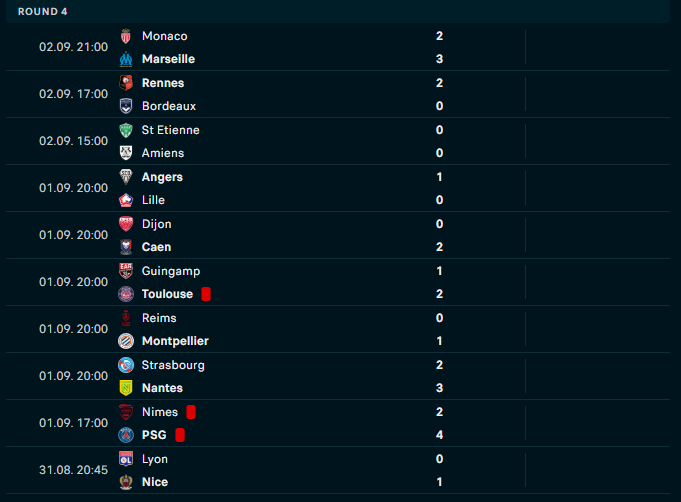 ROUND 4
02.09. 21:00
Monaco 2
Marseille 3
02.09. 17:00
Rennes 2
Bordeaux 0
02.09. 15:00
St Etienne 0
Amiens 0
01.09. 20:00
Angers 1
Lille 0
01.09. 20:00
Dijon 0
Caen 2
01.09. 20:00
Guingamp 1
Toulouse 2
01.09. 20:00
Reims 0
Montpellier 1
01.09. 20:00
Strasbourg 2
Nantes 3
01.09. 17:00
Nimes 2
PSG 4
31.08. 20:45
Lyon 0
Nice 1